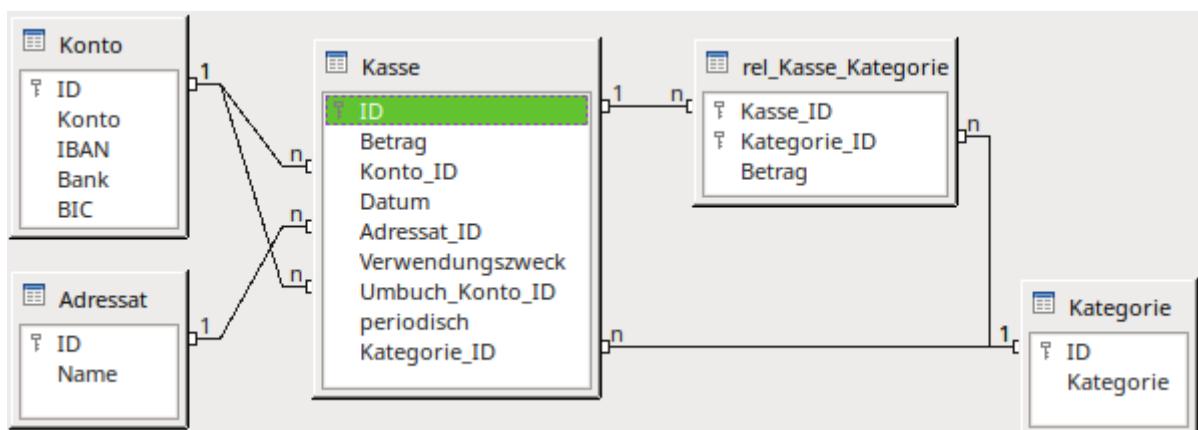 Konto
ID
Konto
IBAN
Bank
BIC
1
Adressat
ID
Name
1
Kasse
ID
Betrag
Konto_ID
Datum
Adressat_ID
Verwendungszweck
Umbuch_Konto_ID
periodisch
Kategorie_ID
n
n
n
1
n
rel_Kasse_Kategorie
Kasse_ID
Kategorie_ID
Betrag
n
n
1
Kategorie
ID
Kategorie